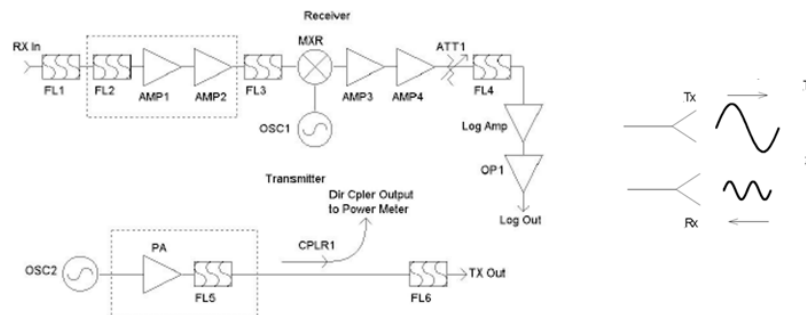 Receiver
RX In
MXR
ATT1
FL1
FL2
AMP1
AMP2
FL3
AMP3
AMP4
FL4
OSC1
Log Amp
OP1
Log Out
Transmitter
Dir Cpler Output
to Power Meter
PA
CPLR1
OSC2
FL5
FL6
TX Out
Tx
Rx